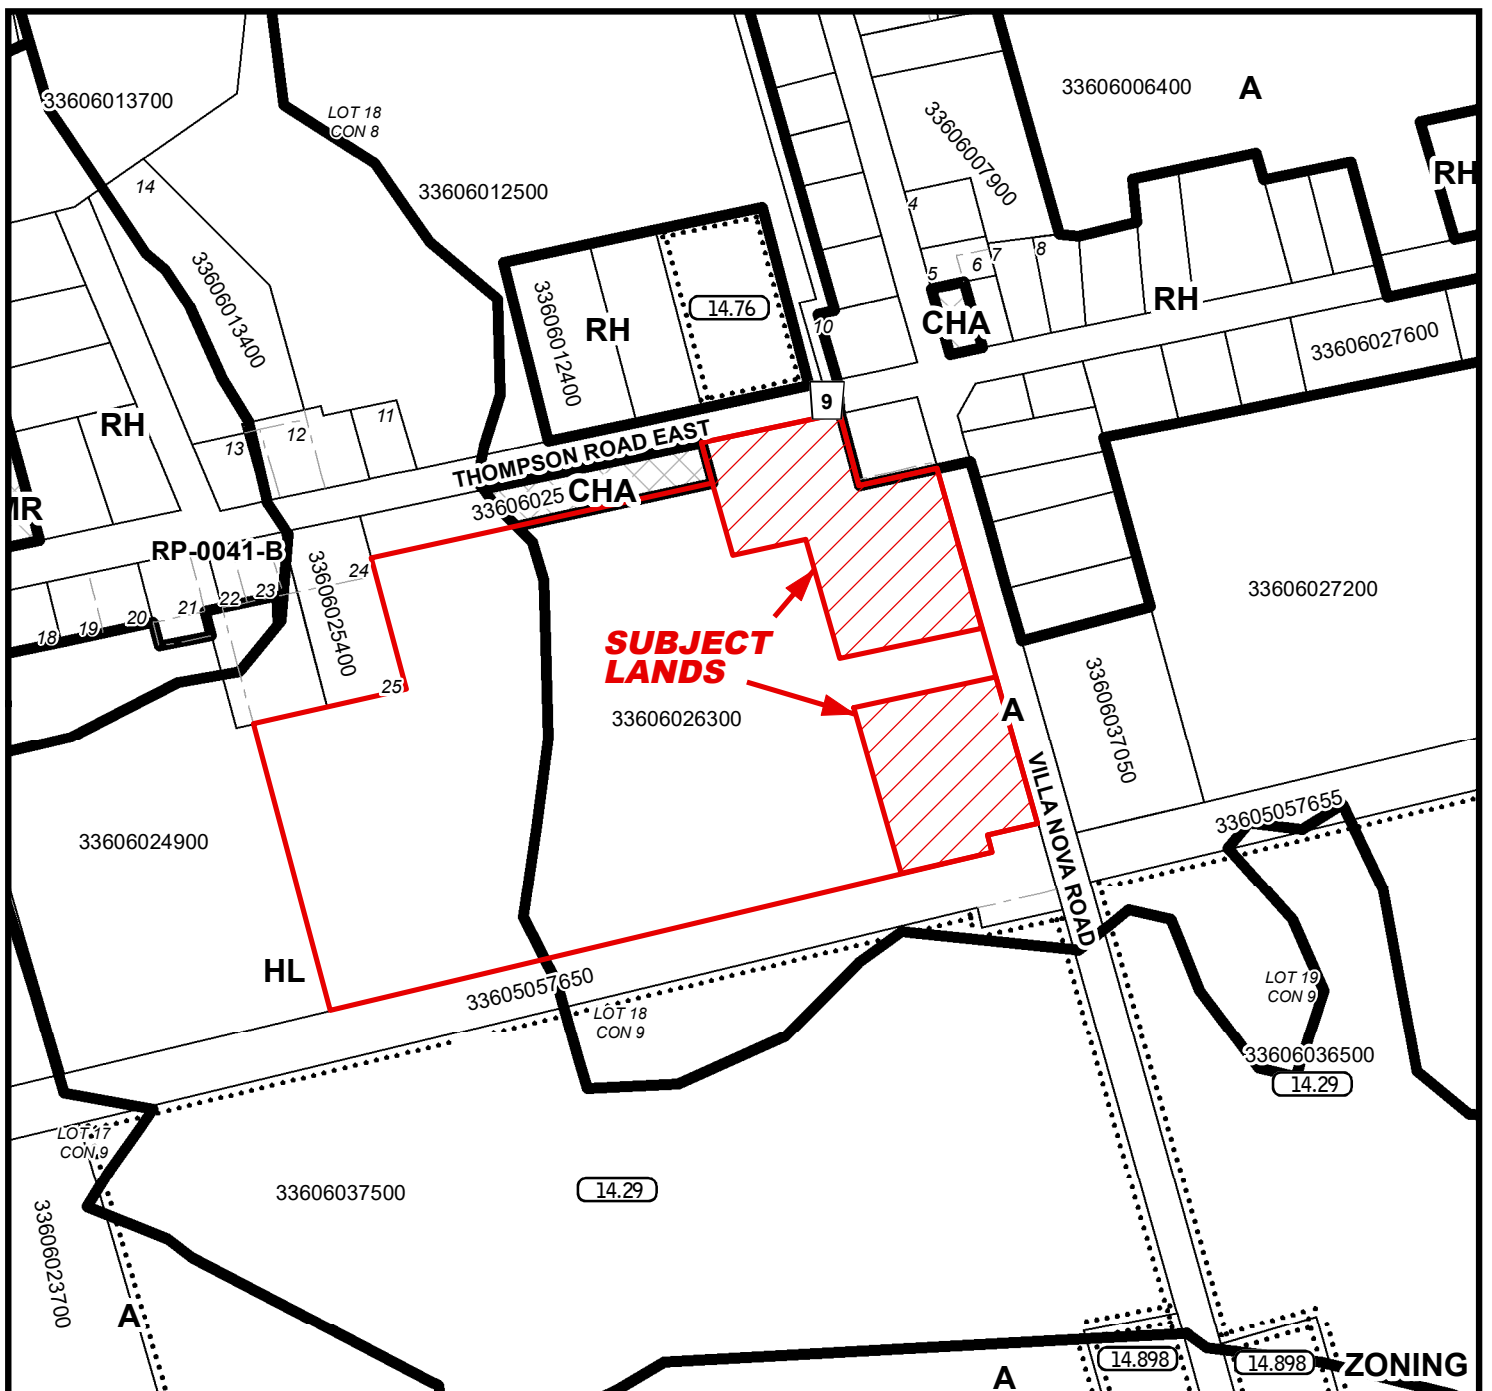 33606013700
LOT 18
CON 8
33606012500
33606006400
A
33606007900
RH
14
4
33606013400
5
6
7
8
33606012400
RH
14.76
10
CHA
RH
33606027600
RH
13
12
11
9
THOMPSON ROAD EAST
33606025
CHA
MR
RP-0041-B
33606025400
24
18
19
20
21
22
23
25
33606027200
SUBJECT
LANDS
33606026300
A
33606037050
VILLA NOVA ROAD
33605057655
33606024900
HL
33605057650
LOT 18
CON 9
LOT 19
CON 9
33606036500
14.29
LOT 17
CON 9
33606037500
14.29
33606023700
A
14.898
14.898
ZONING
A